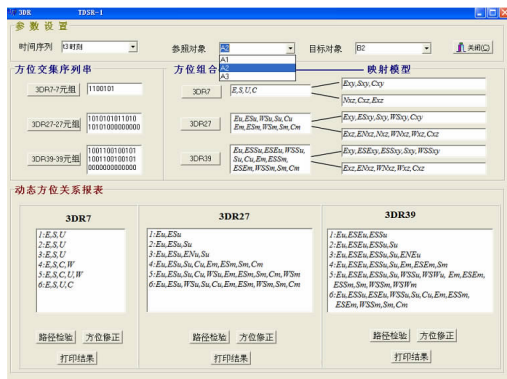 3DR TDSR-1
参 数 设 置
时间序列 t3时刻 参照对象 A2 目标对象 B2 关闭(C)
A1
A2
A3
方位交集序列串 方位组合 映射模型
3DR7-7元组 1100101 3DR7 E,S,U,C Exy,Sxy,Cxy
Nxz,Cxz,Exz
3DR27-27元组 1010101011010
10101000000000 3DR27 Eu,ESu,WSu,Su,Cu
Em,ESm,WSm,Sm,Cm Exy,ESxy,Sxy,WSxy,Cxy
Exz,ENxz,Nxz,WNxz,Wxz,Cxz
3DR39-39元组 1001100100101
1001100100101
0000000000000 3DR39 Eu,ESSu,ESEu,WSSu,
Su,Cu,Em,ESSm,
ESEm,WSSm,Sm,Cm Exy,ESExy,ESSxy,Sxy,WSSxy
Exz,ENxz,WNxz,Wxz,Cxz
动态方位关系报表
3DR7
1:E,S,U
2:E,S,U
3:E,S,U
4:E,S,C,W
5:E,S,C,U,W
6:E,S,U,C
路径检验 方位修正
打印结果
3DR27
1:Eu,ESu
2:Eu,ESu,Su
3:Eu,ESu,ENu,Su
4:Eu,ESu,Su,Cu,Em,ESm,Sm,Cm
5:Eu,ESu,Su,Cu,WSu,Em,ESm,Sm,Cm,WSm
6:Eu,ESu,WSu,Su,Cu,Em,ESm,WSm,Sm,Cm
路径检验 方位修正
打印结果
3DR39
1:Eu,ESEu,ESSu
2:Eu,ESEu,ESSu,Su
3:Eu,ESEu,ESSu,Su,ENEu
4:Eu,ESEu,ESSu,Su,Em,ESEm,Sm
5:Eu,ESEu,ESSu,Su,WSSu,WSWu, Em,ESEm,
ESSm,Sm,WSSm,WSWm
6:Eu,ESSu,ESEu,WSSu,Su,Cu,Em,ESSm,
ESEm,WSSm,Sm,Cm
路径检验 方位修正
打印结果